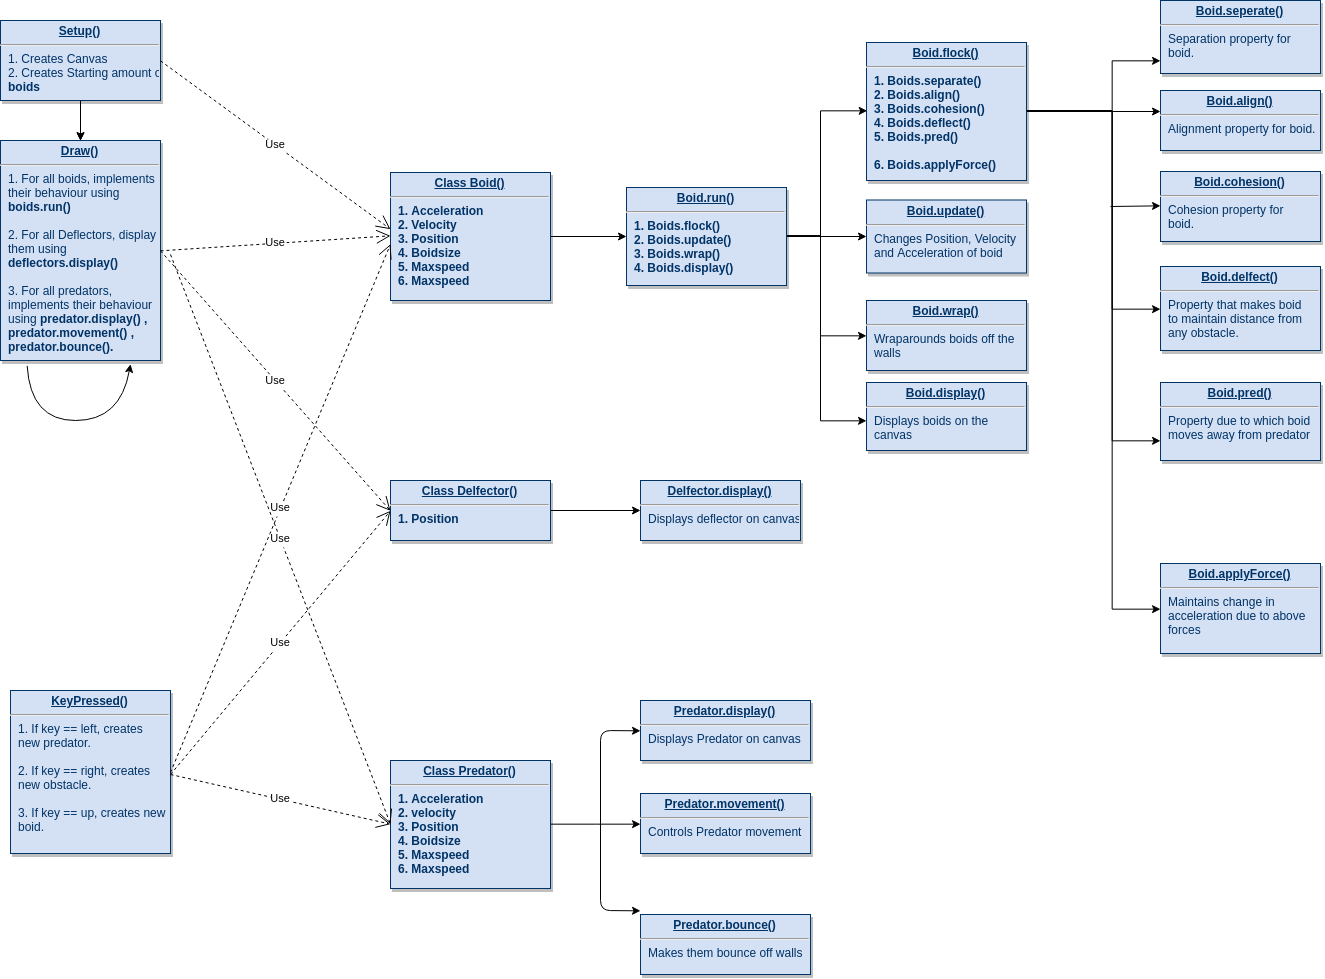 Setup()
1. Creates Canvas
2. Creates Starting amount o
boids
Draw()
1. For all boids, implements
their behaviour using
boids.run()
2. For all Deflectors, display
them using
deflectors.display()
3. For all predators,
implements their behaviour
using predator.display() ,
predator.movement() ,
predator.bounce().
KeyPressed()
1. If key == left, creates
new predator.
2. If key == right, creates
new obstacle.
3. If key == up, creates new
boid.
Use
Use
Use
Use
Use
Use
Use
Class Boid()
1. Acceleration
2. Velocity
3. Position
4. Boidsize
5. Maxspeed
6. Maxspeed
Class Delfector()
1. Position
Class Predator()
1. Acceleration
2. velocity
3. Position
4. Boidsize
5. Maxspeed
6. Maxspeed
Boid.run()
1. Boids.flock()
2. Boids.update()
3. Boids.wrap()
4. Boids.display()
Delfector.display()
Displays deflector on canvas
Predator.display()
Displays Predator on canvas
Predator.movement()
Controls Predator movement
Predator.bounce()
Makes them bounce off walls
Boid.flock()
1. Boids.separate()
2. Boids.align()
3. Boids.cohesion()
4. Boids.deflect()
5. Boids.pred()
6. Boids.applyForce()
Boid.update()
Changes Position, Velocity
and Acceleration of boid
Boid.wrap()
Wraparounds boids off the
walls
Boid.display()
Displays boids on the
canvas
Boid.seperate()
Separation property for
boid.
Boid.align()
Alignment property for boid.
Boid.cohesion()
Cohesion property for
boid.
Boid.delfect()
Property that makes boid
to maintain distance from
any obstacle.
Boid.pred()
Property due to which boid
moves away from predator
Boid.applyForce()
Maintains change in
acceleration due to above
forces